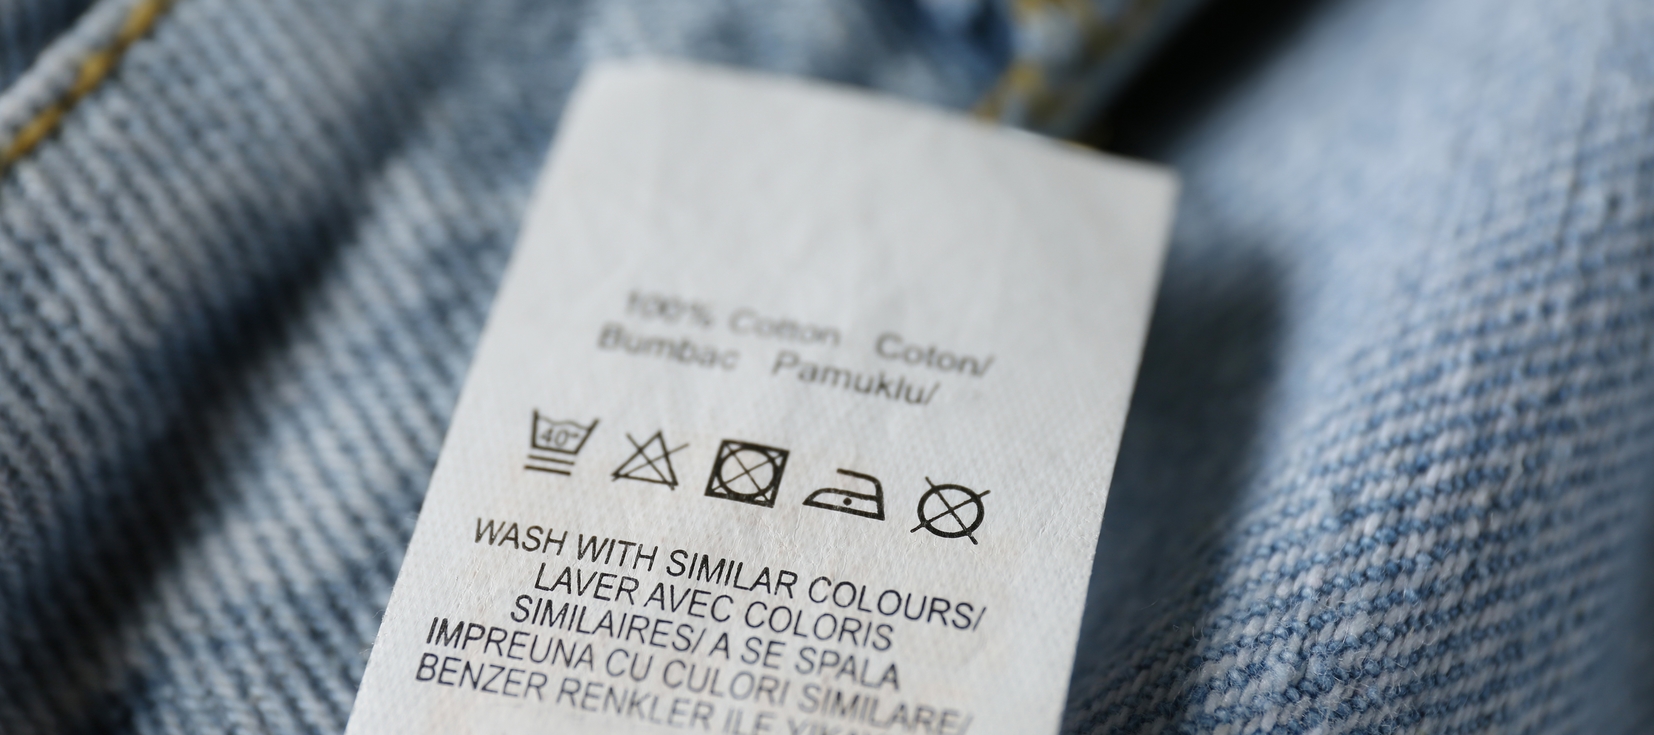 100% Cotton Coton/
Bumbac Pamuklu/
40°
WASH WITH SIMILAR COLOURS/
LAVER AVEC COLORIS
SIMILAIRES/ A SE SPALA
IMPREUNA CU CULORI SIMILARE/
BENZER RENKLER ILE